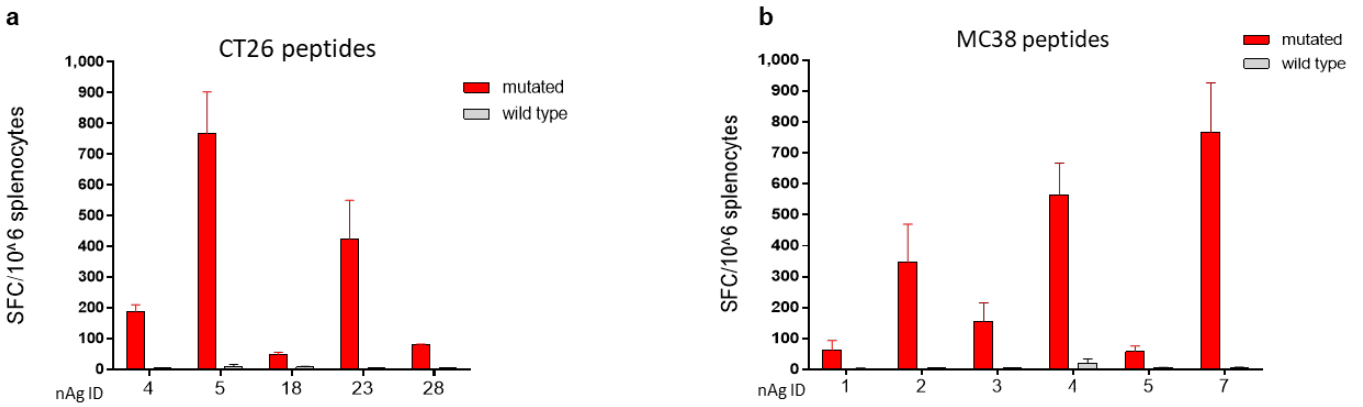 a
CT26 peptides
mutated
wild type
SFC/10^6 splenocytes
1,000
900
800
700
600
500
400
300
200
100
0
nAg ID
4
5
18
23
28
b
MC38 peptides
mutated
wild type
SFC/10^6 splenocytes
1,000
900
800
700
600
500
400
300
200
100
0
nAg ID
1
2
3
4
5
7